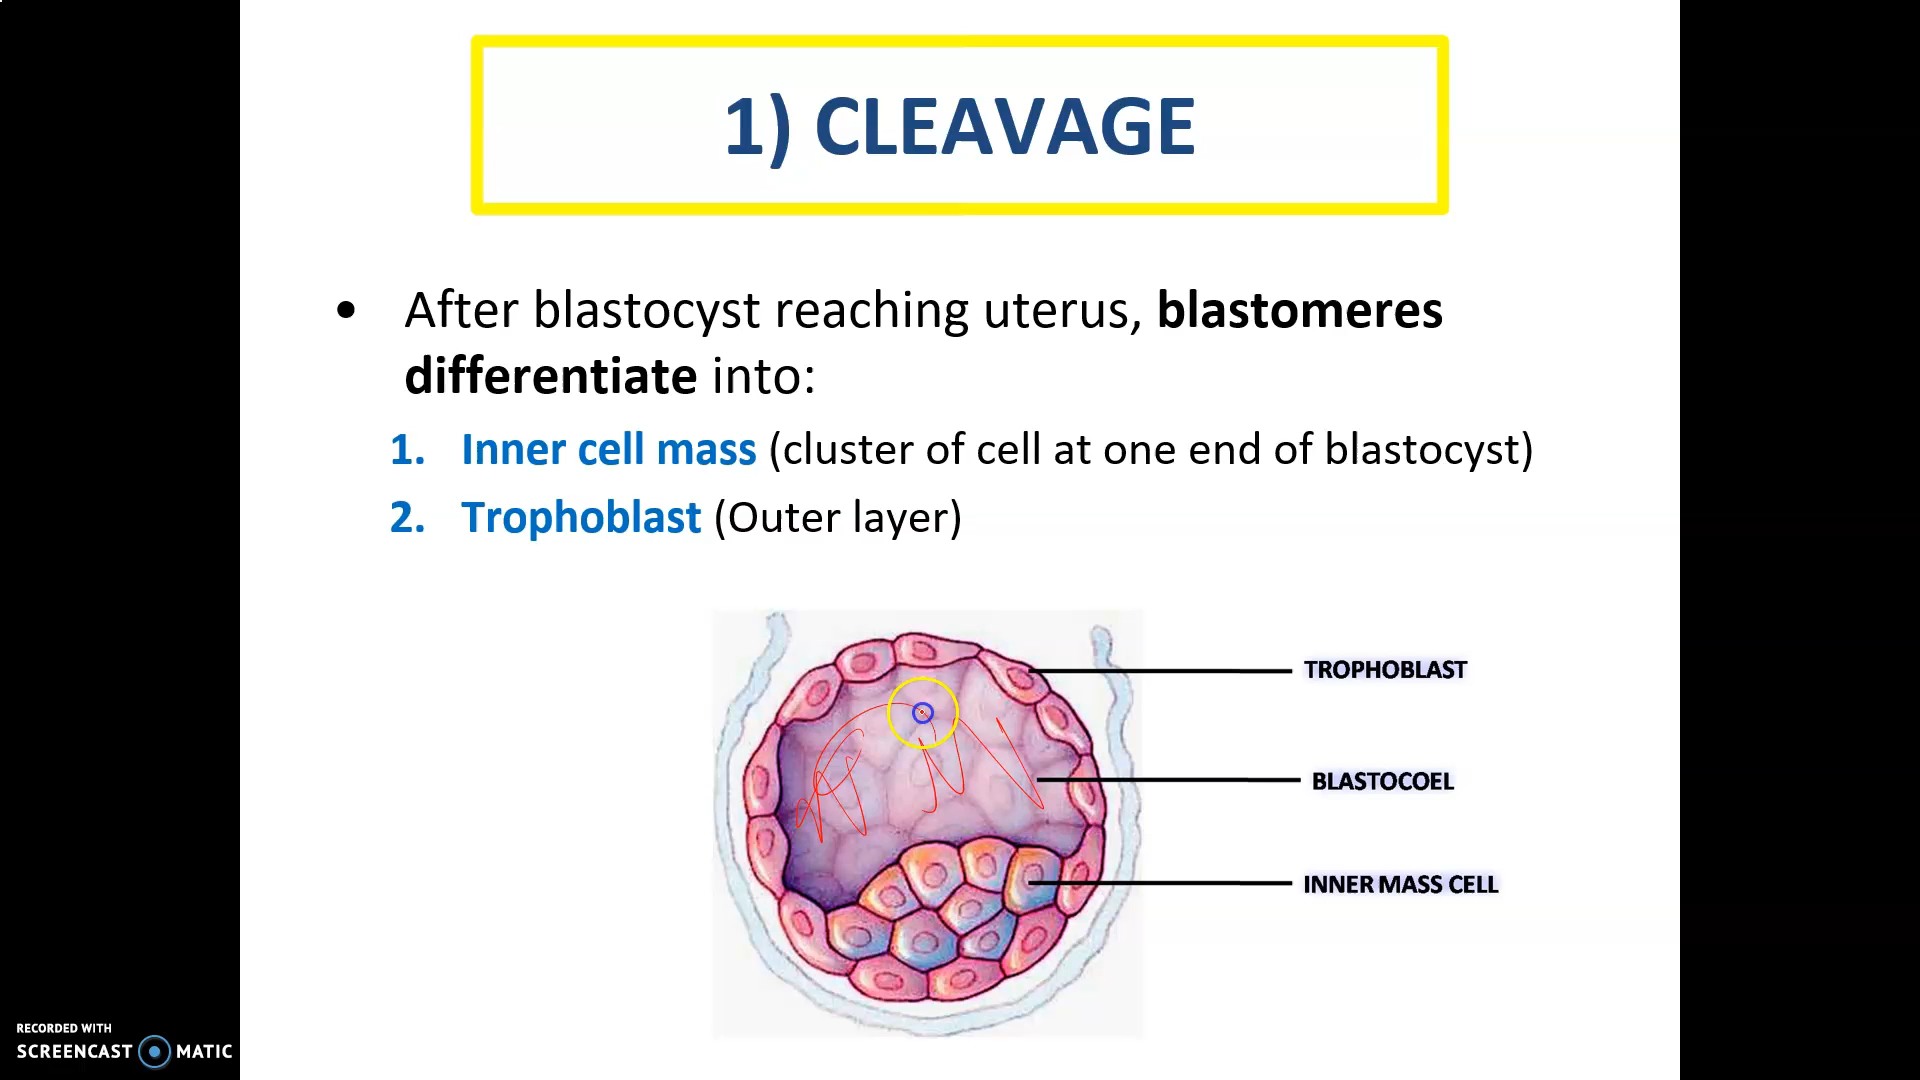 1) CLEAVAGE
• After blastocyst reaching uterus, blastomeres
differentiate into:
1. Inner cell mass (cluster of cell at one end of blastocyst)
2. Trophoblast (Outer layer)
TROPHOBLAST
BLASTOCOEL
INNER MASS CELL
RECORDED WITH
SCREENCAST MATIC